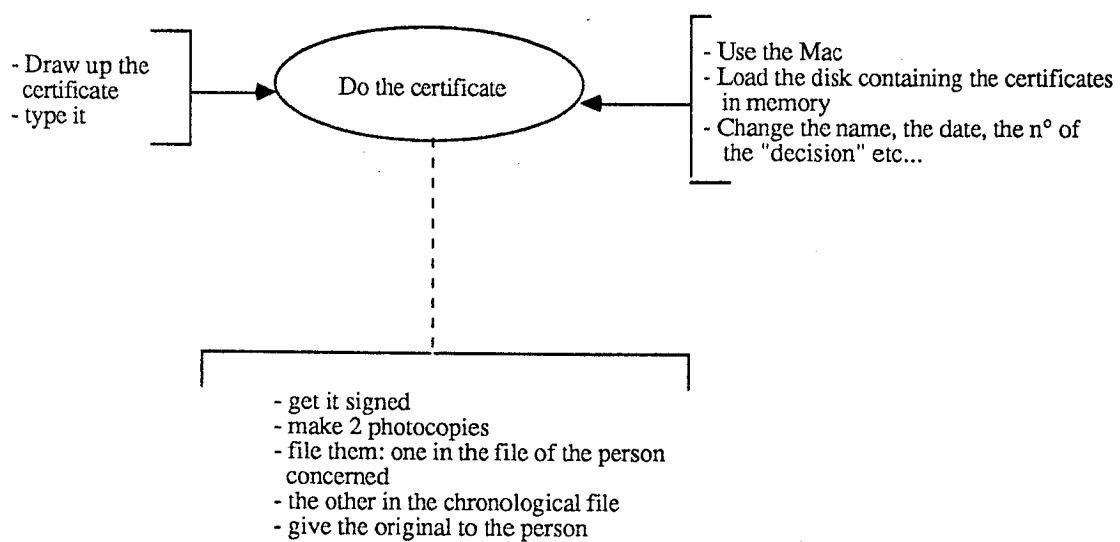 - Draw up the
certificate
- type it
Do the certificate
- Use the Mac
- Load the disk containing the certificates
in memory
- Change the name, the date, the n° of
the "decision" etc...
- get it signed
- make 2 photocopies
- file them: one in the file of the person
concerned
- the other in the chronological file
- give the original to the person